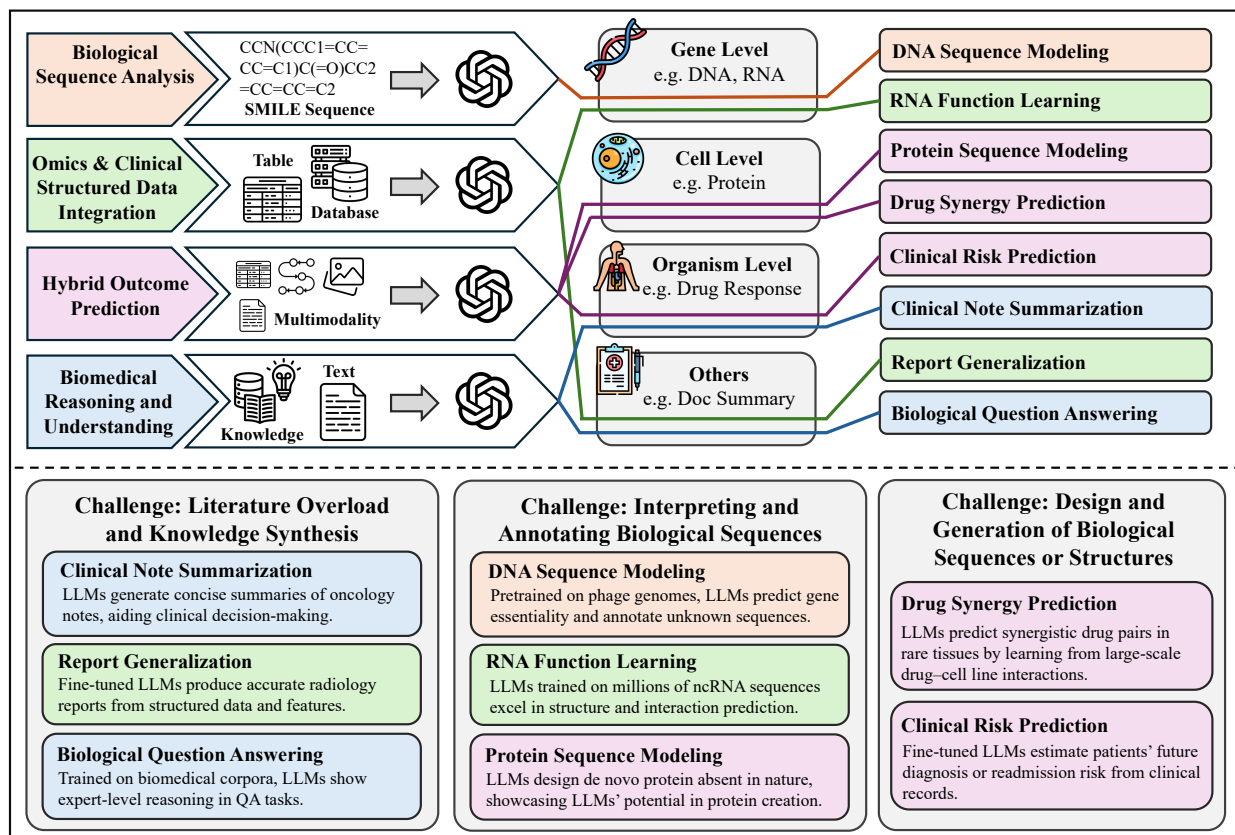 Biological
Sequence Analysis
CCN(CCC1=CC=
CC=C1)C(=O)CC2
=CC=CC=C2
SMILE Sequence
Gene Level
e.g. DNA, RNA
DNA Sequence Modeling
RNA Function Learning
Omics & Clinical
Structured Data
Integration
Table
Database
Cell Level
e.g. Protein
Protein Sequence Modeling
Drug Synergy Prediction
Hybrid Outcome
Prediction
Multimodality
Organism Level
e.g. Drug Response
Clinical Risk Prediction
Clinical Note Summarization
Biomedical
Reasoning and
Understanding
Knowledge
Text
Others
e.g. Doc Summary
Report Generalization
Biological Question Answering
Challenge: Literature Overload
and Knowledge Synthesis
Clinical Note Summarization
LLMs generate concise summaries of oncology
notes, aiding clinical decision-making.
Report Generalization
Fine-tuned LLMs produce accurate radiology
reports from structured data and features.
Biological Question Answering
Trained on biomedical corpora, LLMs show
expert-level reasoning in QA tasks.
Challenge: Interpreting and
Annotating Biological Sequences
DNA Sequence Modeling
Pretrained on phage genomes, LLMs predict gene
essentiality and annotate unknown sequences.
RNA Function Learning
LLMs trained on millions of ncRNA sequences
excel in structure and interaction prediction.
Protein Sequence Modeling
LLMs design de novo protein absent in nature,
showcasing LLMs' potential in protein creation.
Challenge: Design and
Generation of Biological
Sequences or Structures
Drug Synergy Prediction
LLMs predict synergistic drug pairs in
rare tissues by learning from large-scale
drug–cell line interactions.
Clinical Risk Prediction
Fine-tuned LLMs estimate patients' future
diagnosis or readmission risk from clinical
records.